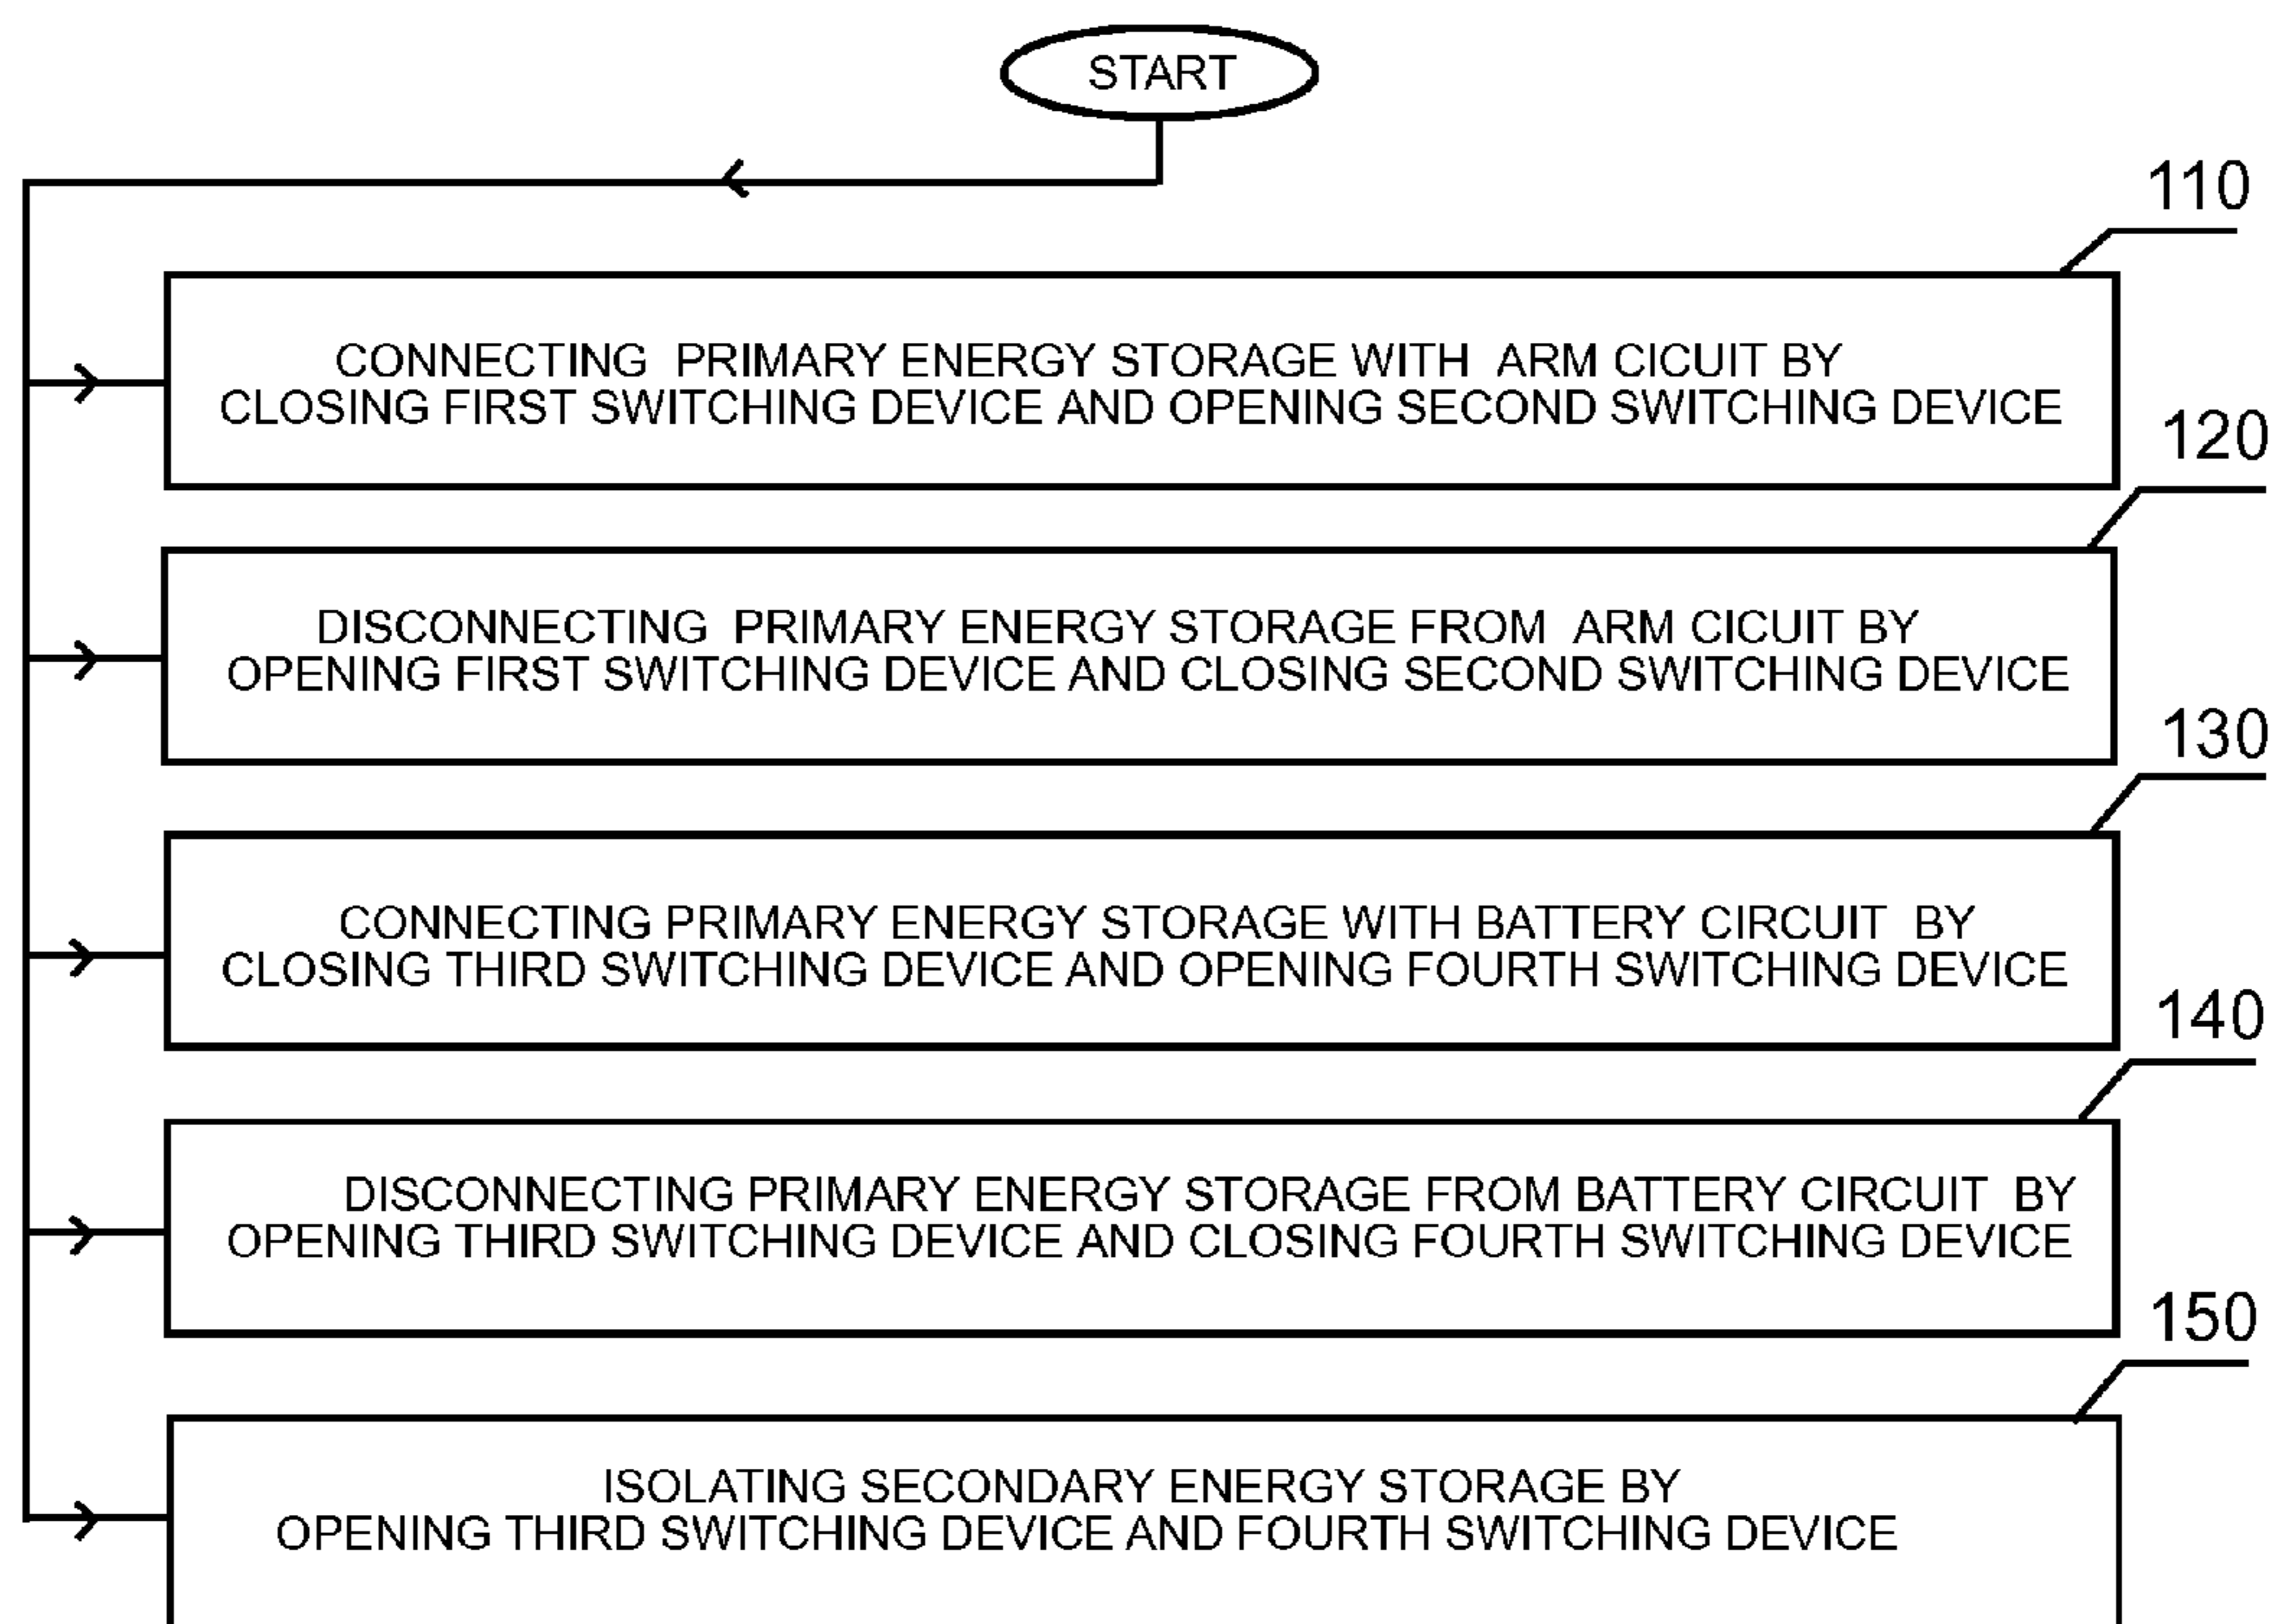 START
110
CONNECTING PRIMARY ENERGY STORAGE WITH ARM CICUIT BY
CLOSING FIRST SWITCHING DEVICE AND OPENING SECOND SWITCHING DEVICE
120
DISCONNECTING PRIMARY ENERGY STORAGE FROM ARM CICUIT BY
OPENING FIRST SWITCHING DEVICE AND CLOSING SECOND SWITCHING DEVICE
130
CONNECTING PRIMARY ENERGY STORAGE WITH BATTERY CIRCUIT BY
CLOSING THIRD SWITCHING DEVICE AND OPENING FOURTH SWITCHING DEVICE
140
DISCONNECTING PRIMARY ENERGY STORAGE FROM BATTERY CIRCUIT BY
OPENING THIRD SWITCHING DEVICE AND CLOSING FOURTH SWITCHING DEVICE
150
ISOLATING SECONDARY ENERGY STORAGE BY
OPENING THIRD SWITCHING DEVICE AND FOURTH SWITCHING DEVICE